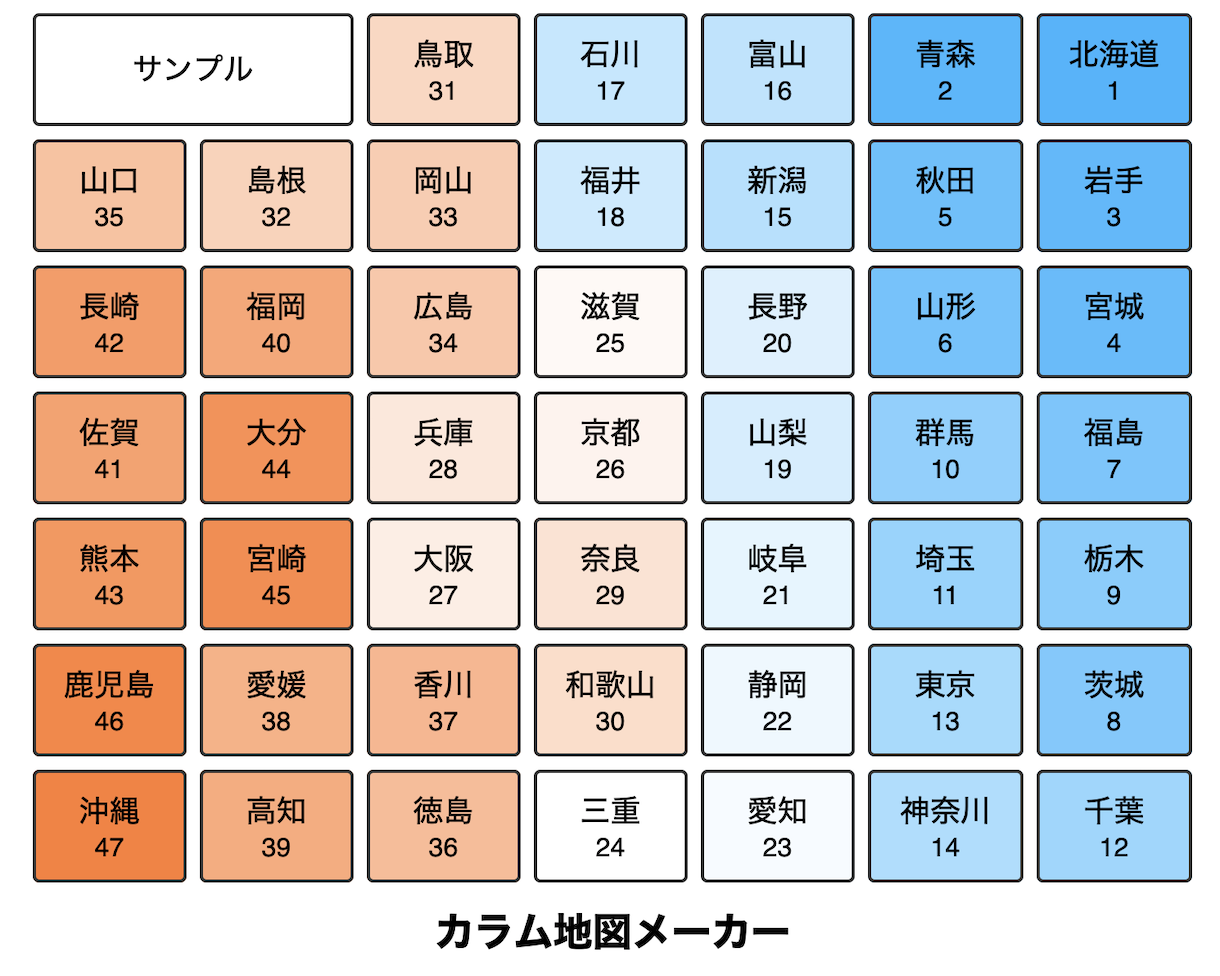 サンプル
鳥取
31
石川
17
富山
16
青森
2
北海道
1
山口
35
島根
32
岡山
33
福井
18
新潟
15
秋田
5
岩手
3
長崎
42
福岡
40
広島
34
滋賀
25
長野
20
山形
6
宮城
4
佐賀
41
大分
44
兵庫
28
京都
26
山梨
19
群馬
10
福島
7
熊本
43
宮崎
45
大阪
27
奈良
29
岐阜
21
埼玉
11
栃木
9
鹿児島
46
愛媛
38
香川
37
和歌山
30
静岡
22
東京
13
茨城
8
沖縄
47
高知
39
徳島
36
三重
24
愛知
23
神奈川
14
千葉
12
カラム地図メーカー